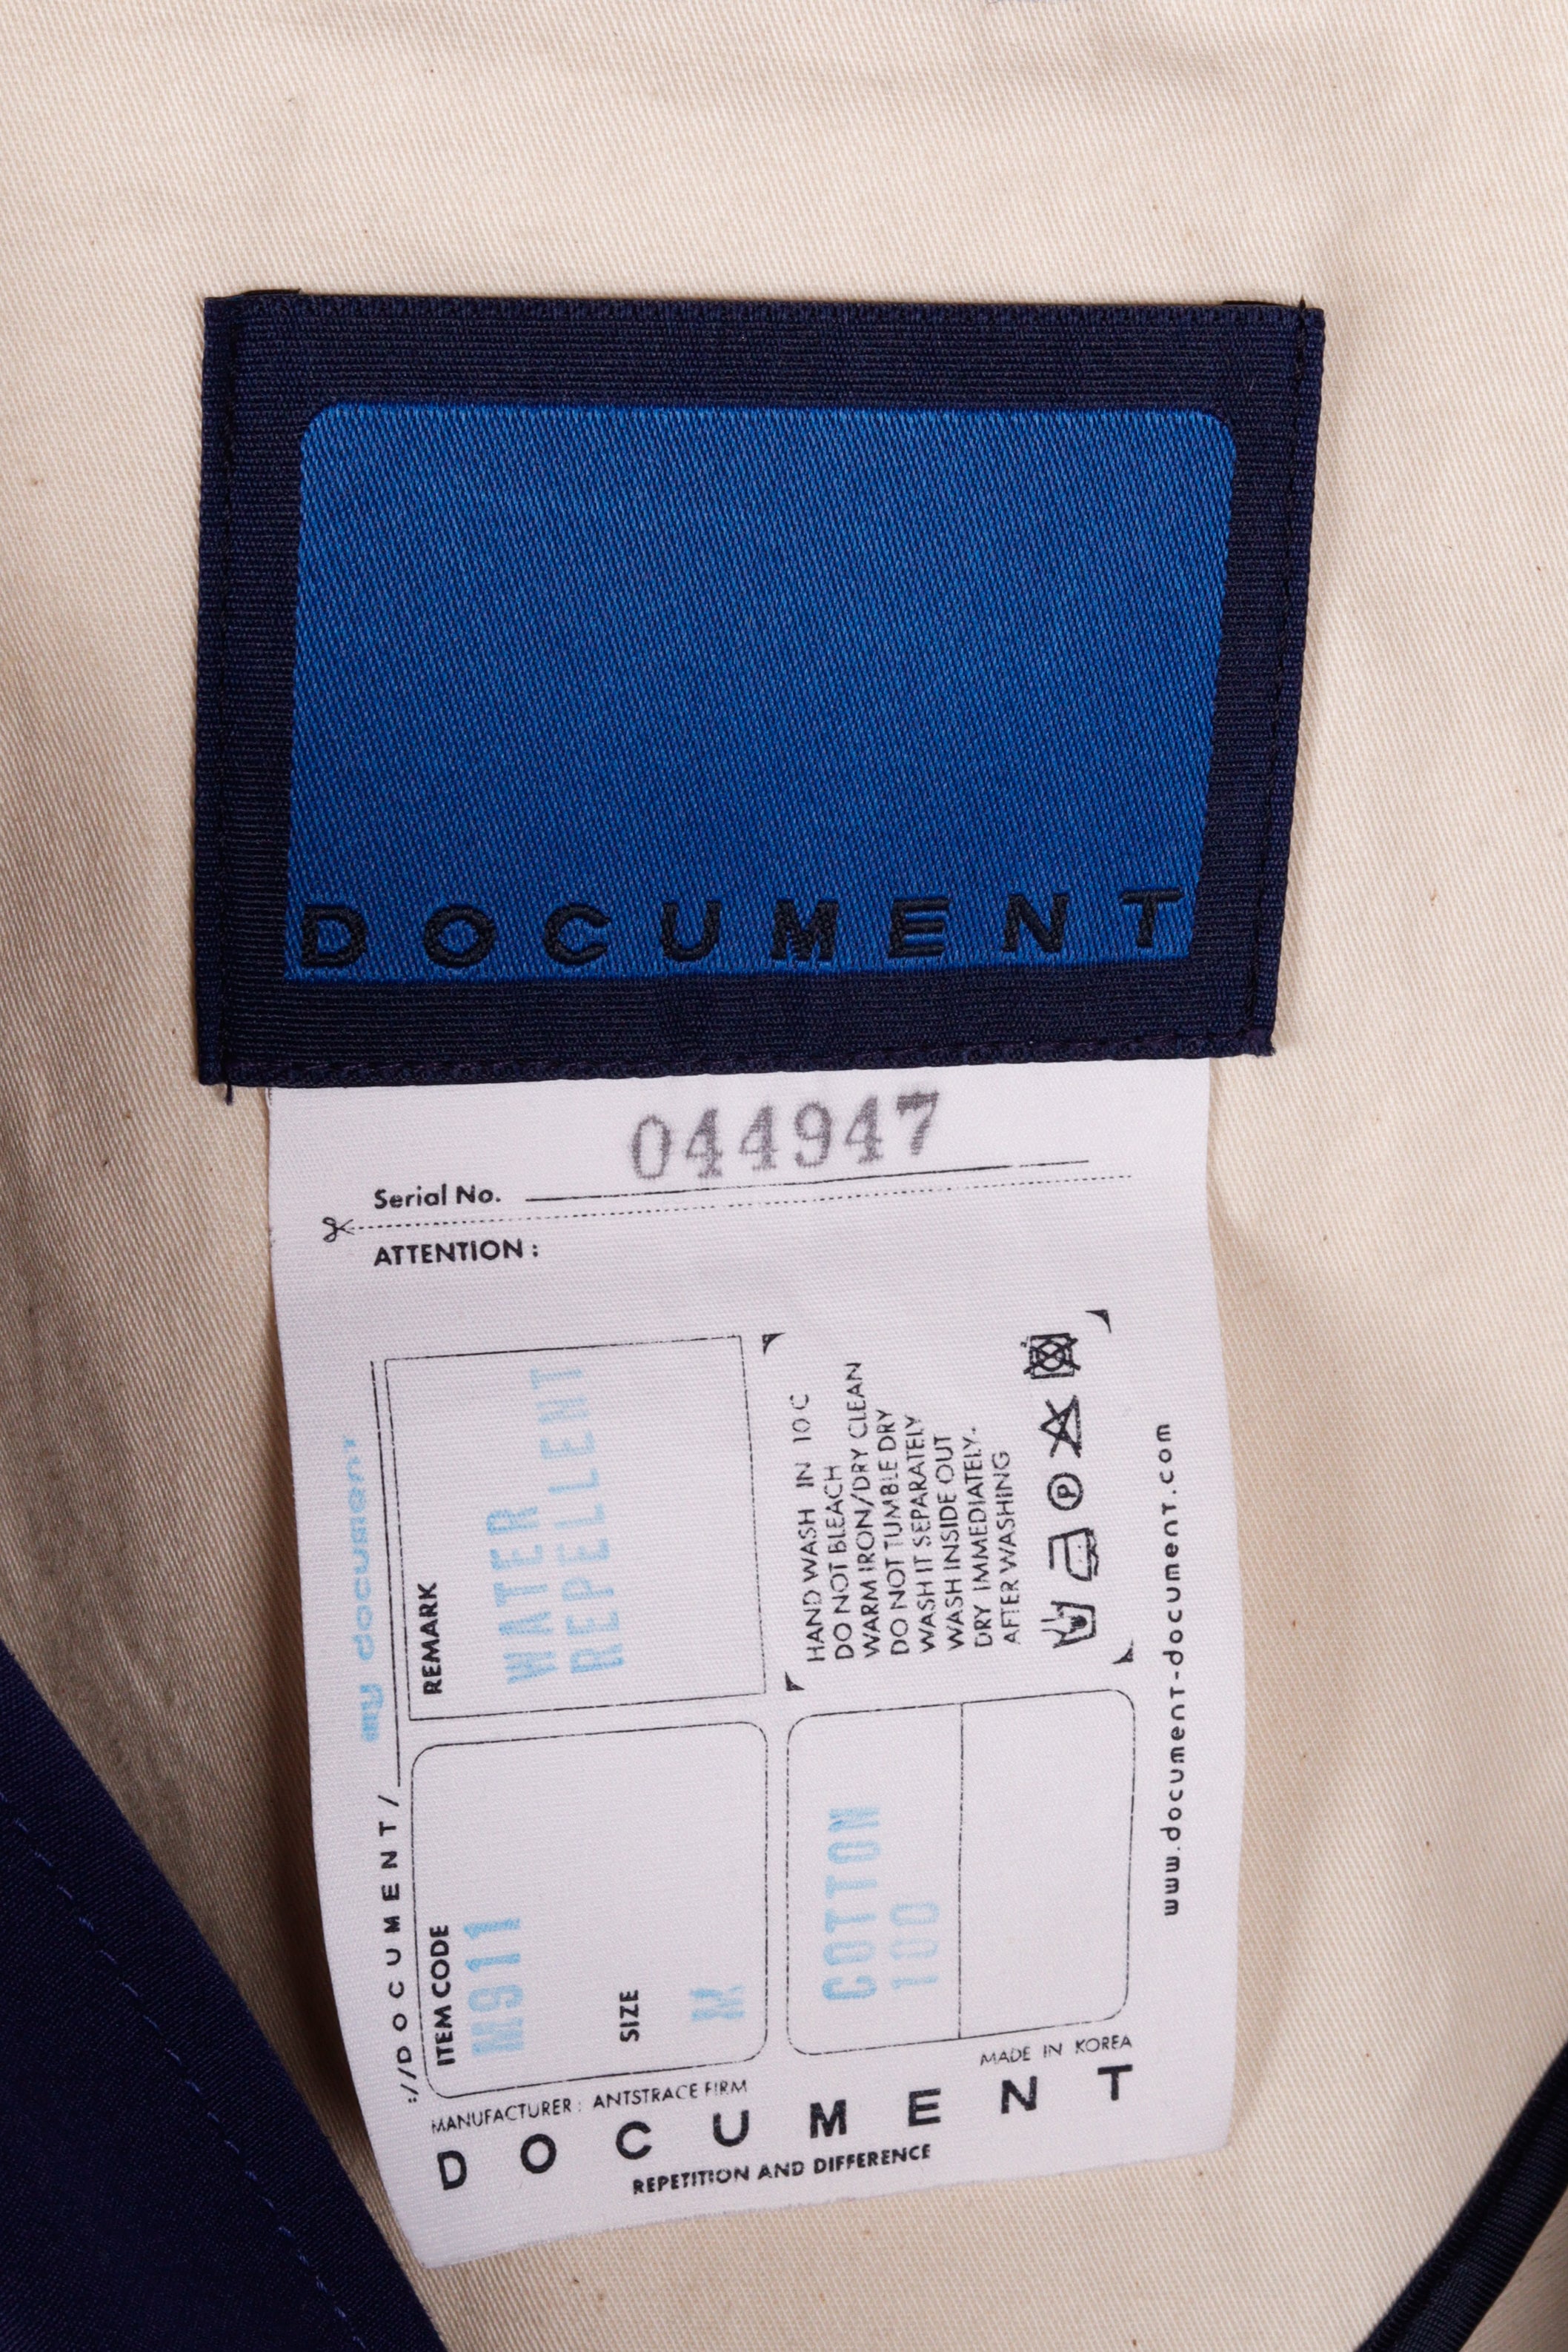 DOCUMENT
044947
Serial No.
ATTENTION :
my document
://DOCUMENT/
REMARK
WATER
REPELLENT
HAND WASH IN 10 C
DO NOT BLEACH
WARM IRON/DRY CLEAN
DO NOT TUMBLE DRY
WASH IT SEPARATELY
WASH INSIDE OUT
DRY IMMEDIATELY.
AFTER WASHING
P
ITEM CODE
M911
SIZE
M
COTTON
100
www.document-document.com
MANUFACTURER : ANTSTRACE FIRM
MADE IN KOREA
DOCUMENT
REPETITION AND DIFFERENCE